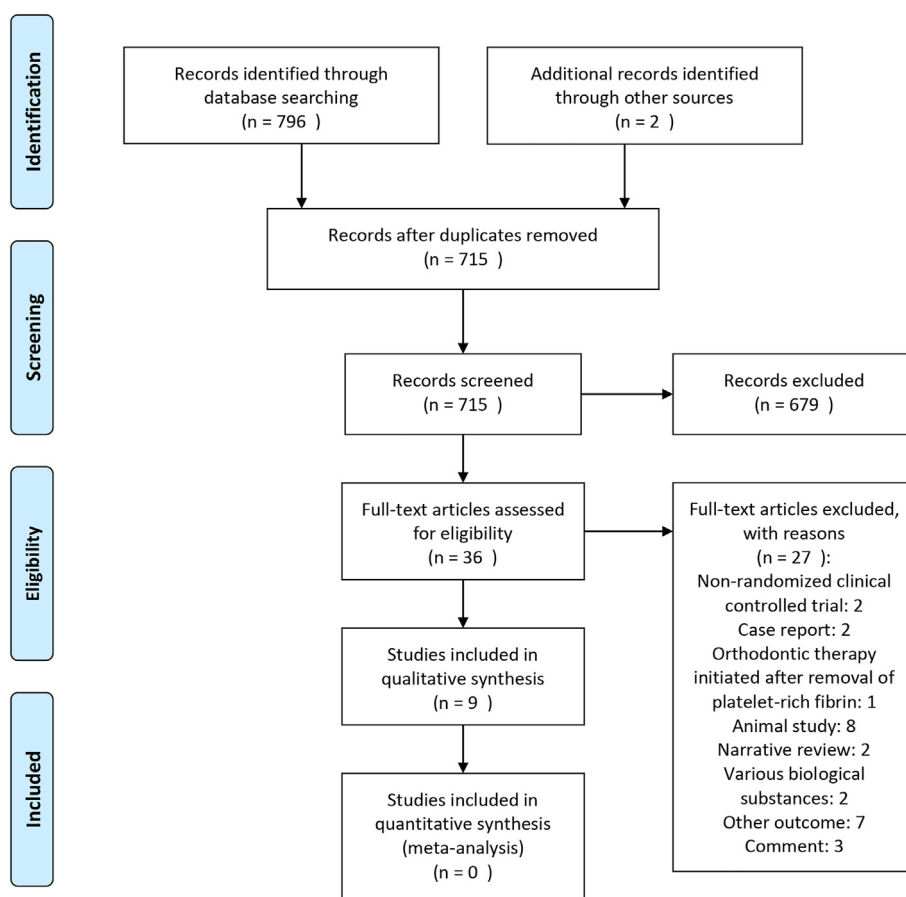 Identification
Records identified through
database searching
(n = 796 )
Additional records identified
through other sources
(n = 2 )
Screening
Records after duplicates removed
(n = 715 )
Records screened
(n = 715 )
Records excluded
(n = 679 )
Eligibility
Full-text articles assessed
for eligibility
(n = 36 )
Full-text articles excluded,
with reasons
(n = 27 ):
Non-randomized clinical
controlled trial: 2
Case report: 2
Orthodontic therapy
initiated after removal of
platelet-rich fibrin: 1
Animal study: 8
Narrative review: 2
Various biological
substances: 2
Other outcome: 7
Comment: 3
Studies included in
qualitative synthesis
(n = 9 )
Included
Studies included in
quantitative synthesis
(meta-analysis)
(n = 0 )